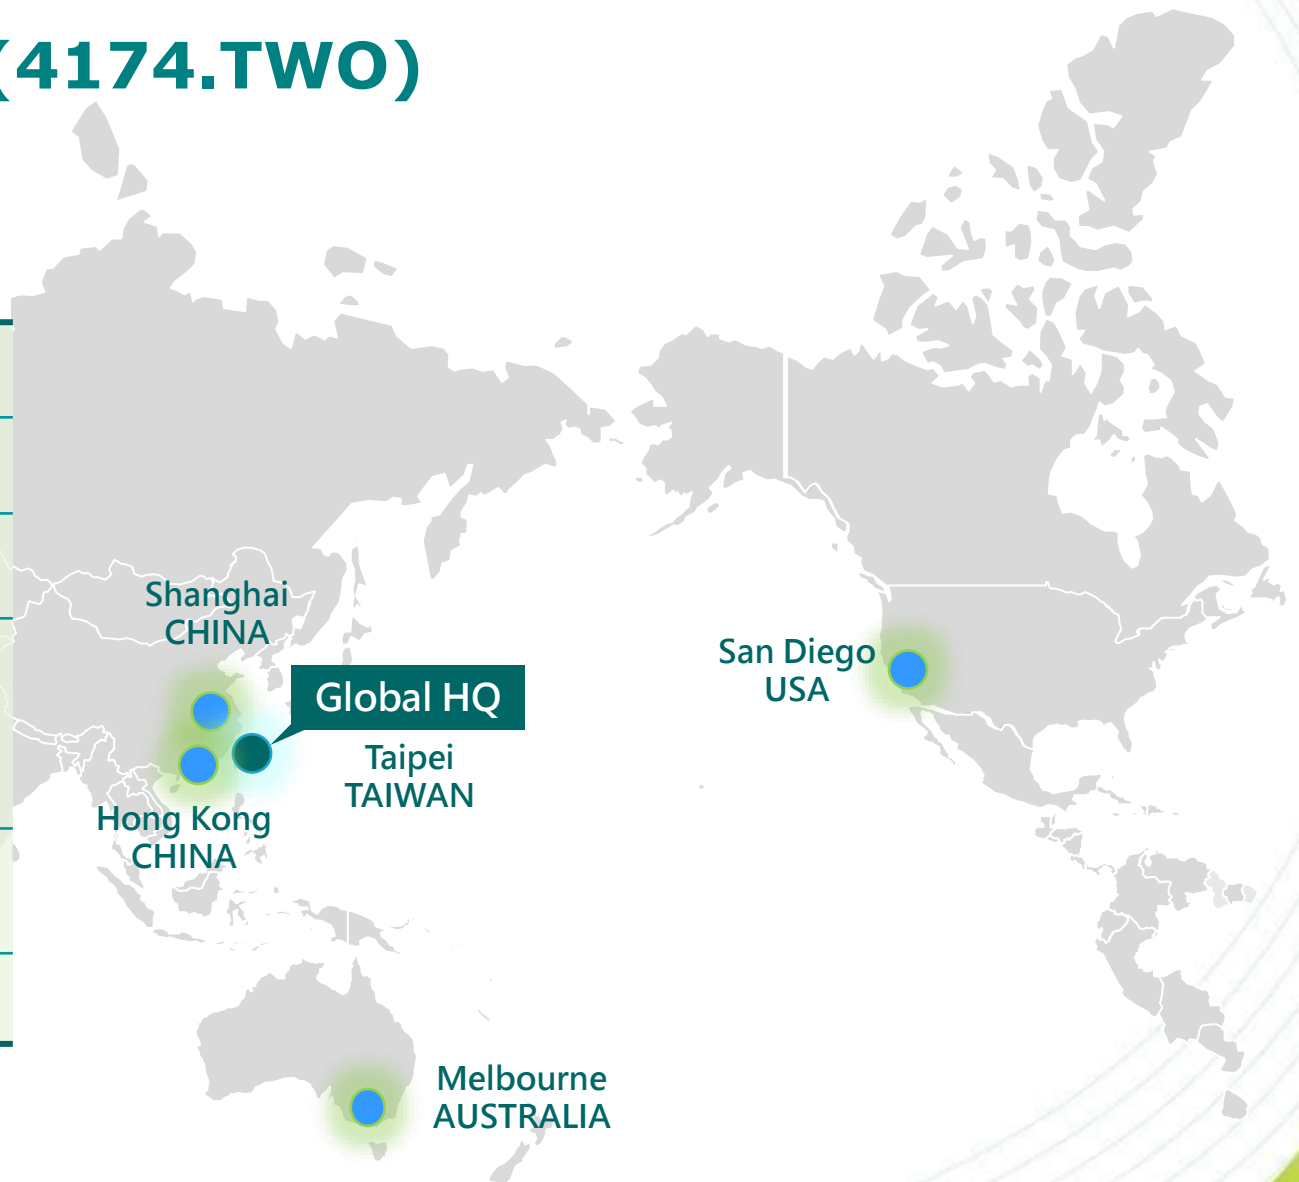 (4174.TWO)
Shanghai
CHINA
Global HQ
Taipei
TAIWAN
Hong Kong
CHINA
San Diego
USA
Melbourne
AUSTRALIA